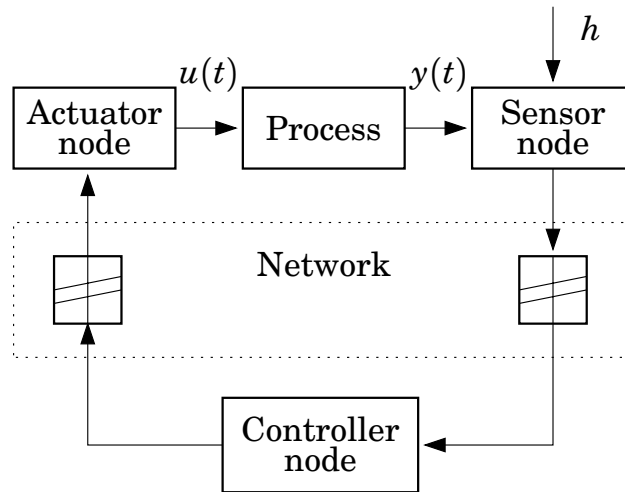 h
u(t)
y(t)
Actuator
node
Process
Sensor
node
Network
Controller
node